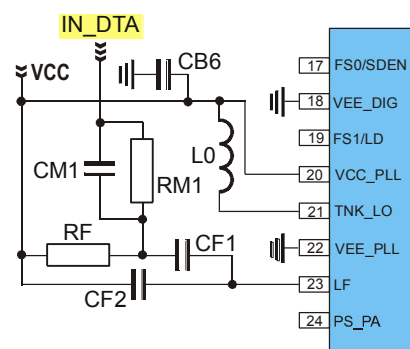 IN_DTA
VCC
CB6
17 FS0/SDEN
18 VEE_DIG
19 FS1/LD
L0
CM1
RM1
20 VCC_PLL
21 TNK_LO
RF
CF1
22 VEE_PLL
CF2
23 LF
24 PS_PA